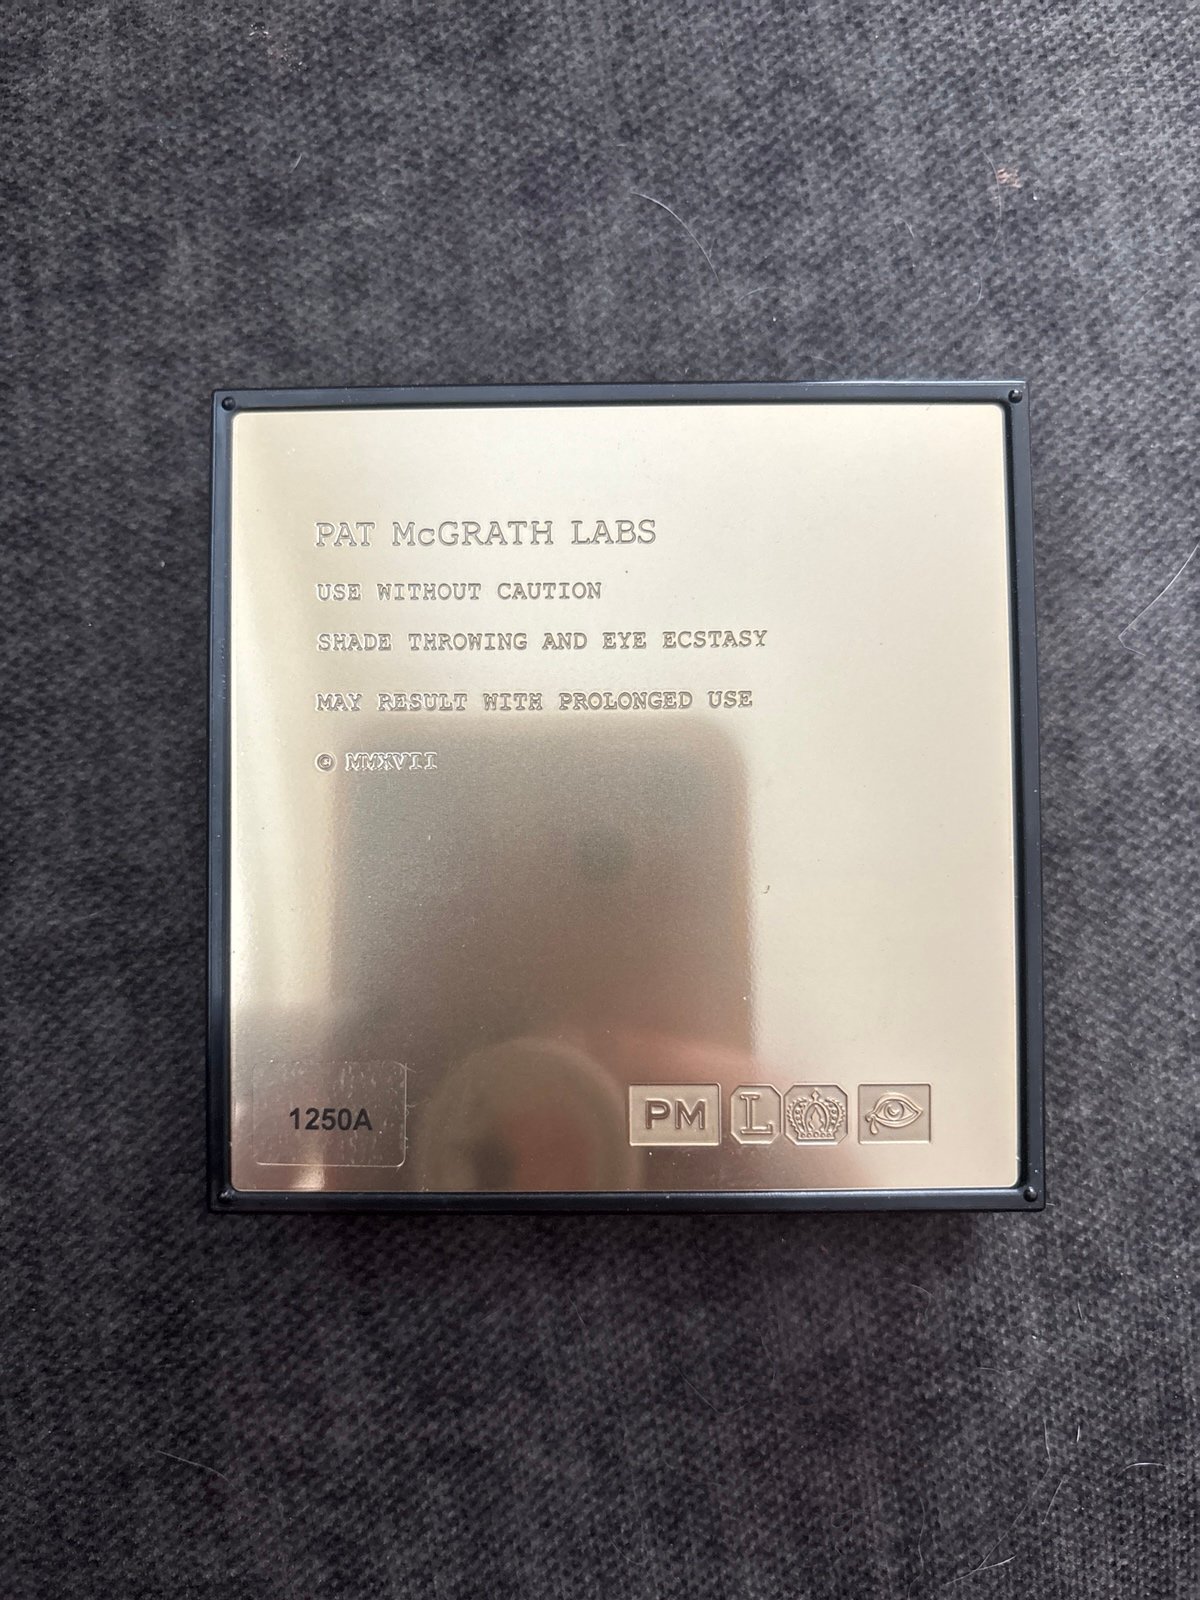 PAT McGRATH LABS
USE WITHOUT CAUTION
SHADE THROWING AND EYE ECSTASY
MAY RESULT WITH PROLONGED USE
© MMXVII
1250A
PM L